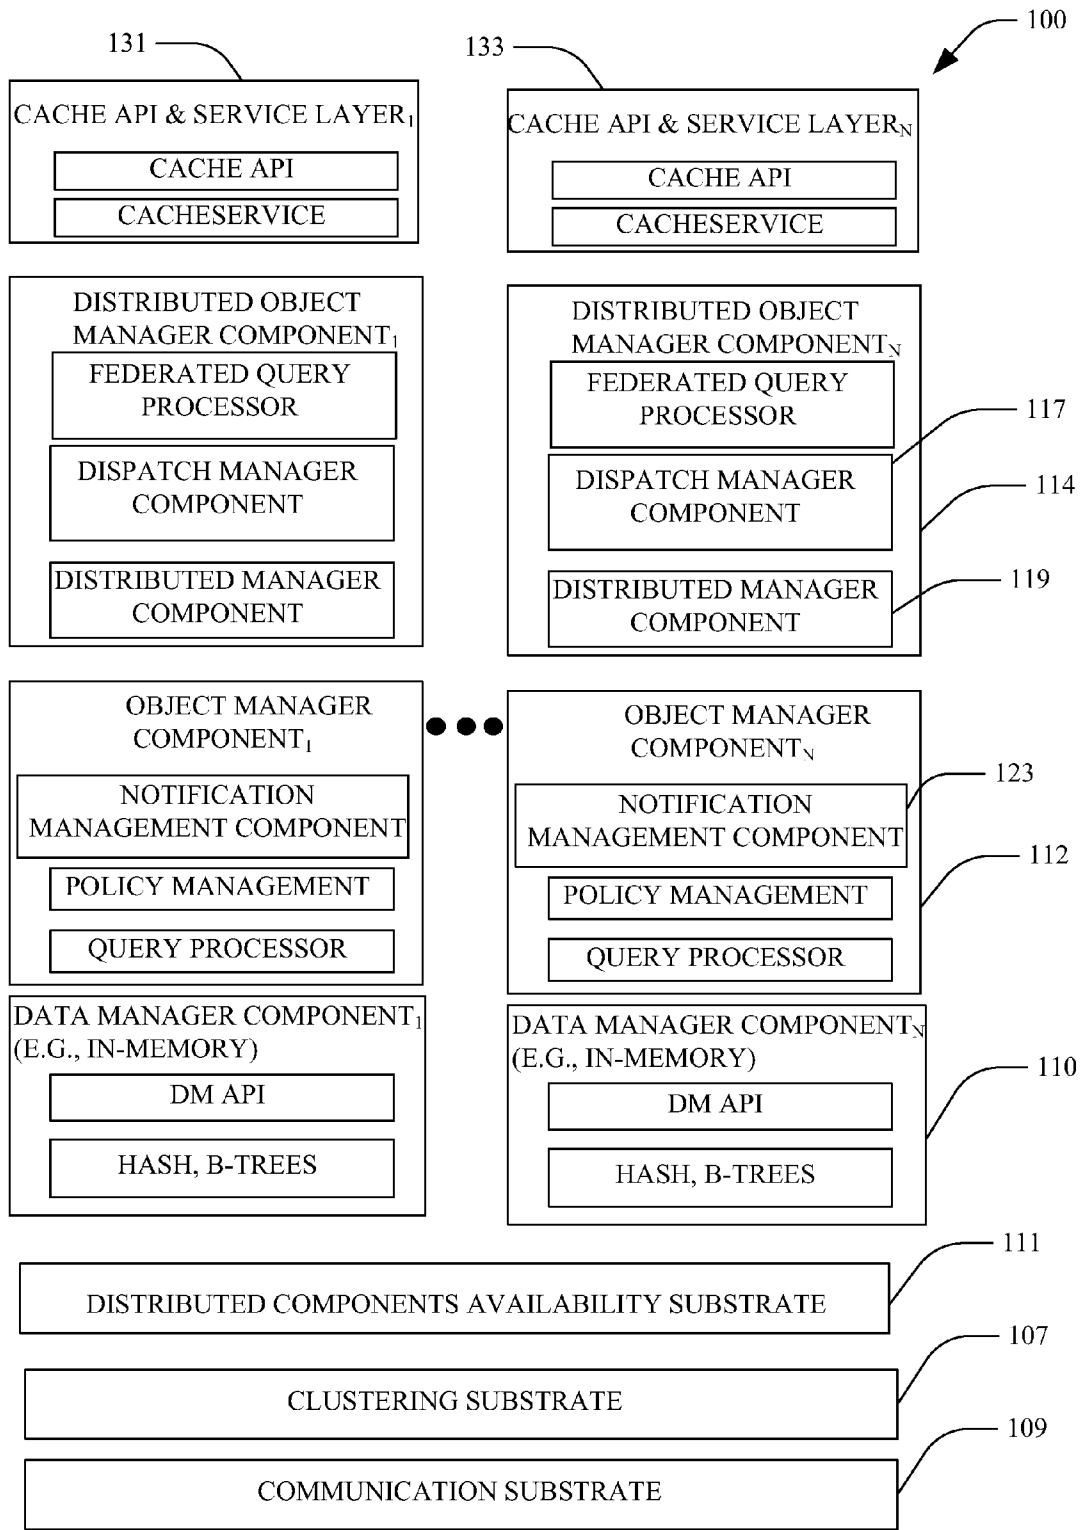 100
131
133
CACHE API & SERVICE LAYER1
CACHE API
CACHESERVICE
CACHE API & SERVICE LAYERN
CACHE API
CACHESERVICE
DISTRIBUTED OBJECT
MANAGER COMPONENT1
FEDERATED QUERY
PROCESSOR
DISPATCH MANAGER
COMPONENT
DISTRIBUTED MANAGER
COMPONENT
DISTRIBUTED OBJECT
MANAGER COMPONENTN
FEDERATED QUERY
PROCESSOR
DISPATCH MANAGER
COMPONENT
DISTRIBUTED MANAGER
COMPONENT
117
114
119
OBJECT MANAGER
COMPONENT1
NOTIFICATION
MANAGEMENT COMPONENT
POLICY MANAGEMENT
QUERY PROCESSOR
OBJECT MANAGER
COMPONENTN
NOTIFICATION
MANAGEMENT COMPONENT
POLICY MANAGEMENT
QUERY PROCESSOR
123
112
DATA MANAGER COMPONENT1
(E.G., IN-MEMORY)
DM API
HASH, B-TREES
DATA MANAGER COMPONENTN
(E.G., IN-MEMORY)
DM API
HASH, B-TREES
110
111
DISTRIBUTED COMPONENTS AVAILABILITY SUBSTRATE
107
CLUSTERING SUBSTRATE
109
COMMUNICATION SUBSTRATE